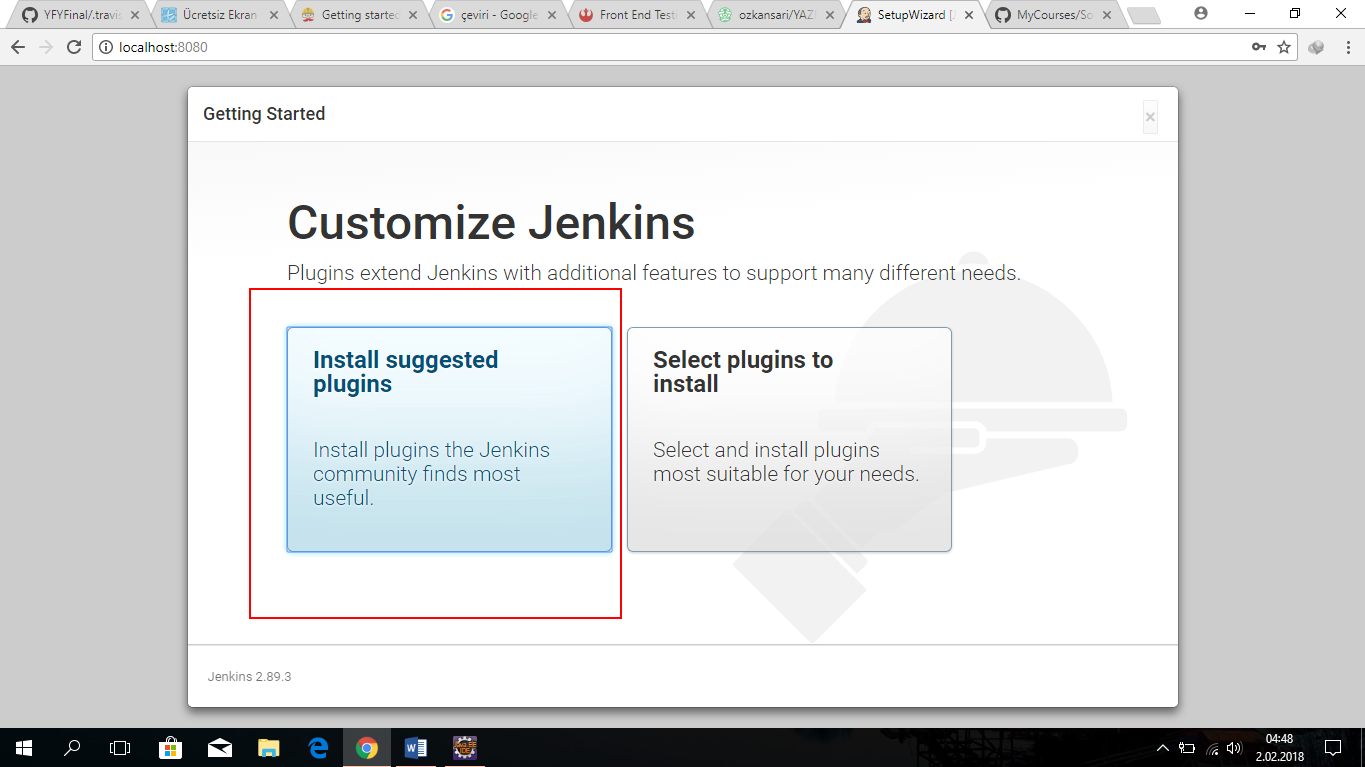 YFYFinal/.travis
Ücretsiz Ekran
Getting started
çeviri - Google
Front End Testi
ozkansari/YAZI
SetupWizard [J
MyCourses/So
localhost:8080
Getting Started
×
Customize Jenkins
Plugins extend Jenkins with additional features to support many different needs.
Install suggested
plugins
Install plugins the Jenkins
community finds most
useful.
Select plugins to
install
Select and install plugins
most suitable for your needs.
Jenkins 2.89.3
04:48
2.02.2018